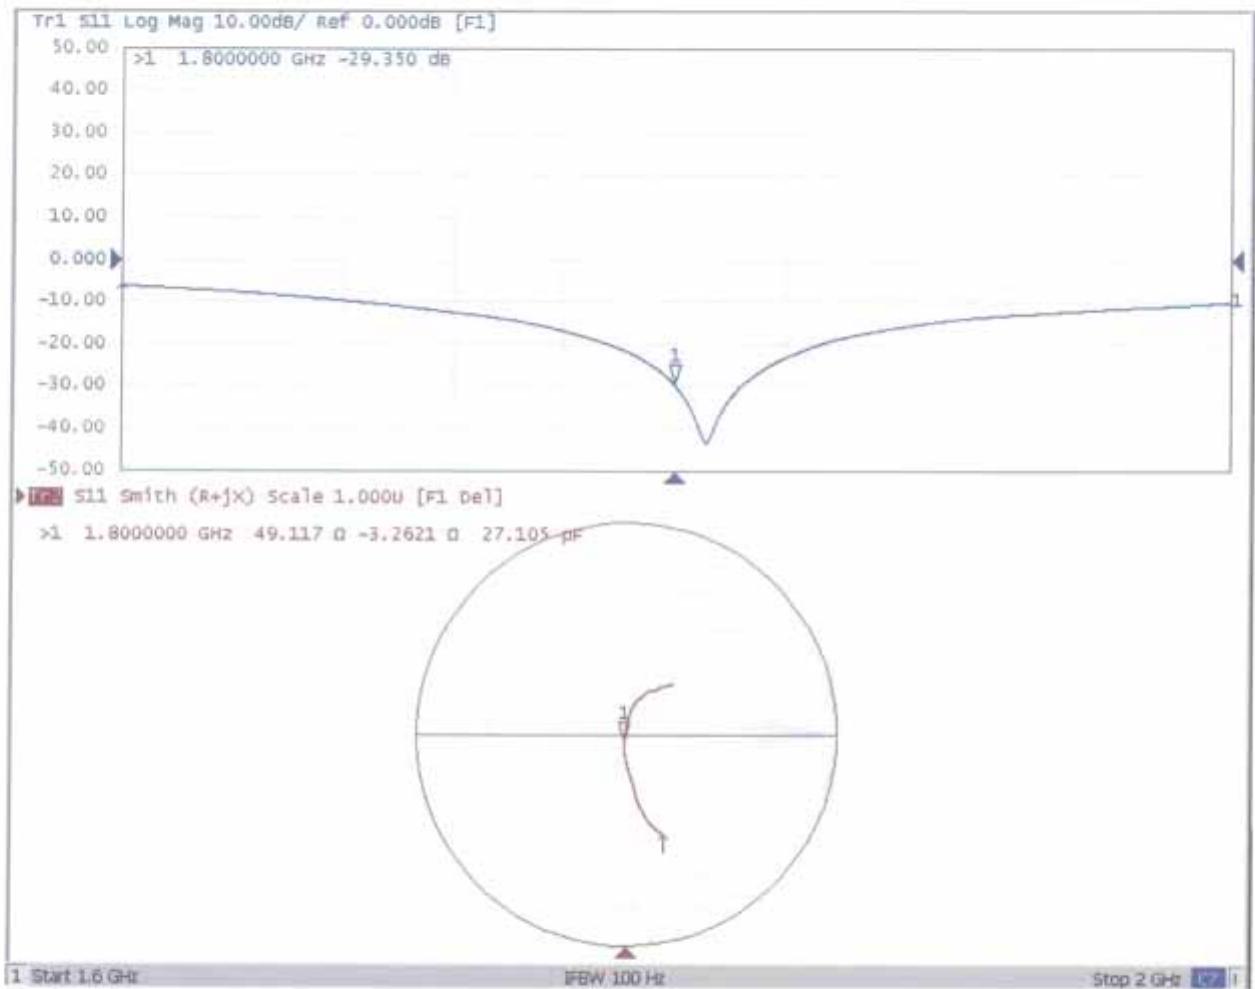 Tr1 S11 Log Mag 10.00dB/ Ref 0.000dB [F1]
50.00
>1 1.8000000 GHz -29.350 dB
40.00
30.00
20.00
10.00
0.000
-10.00
1
-20.00
1
-30.00
-40.00
-50.00
Tr2 S11 Smith (R+jX) Scale 1.000U [F1 Del]
>1 1.8000000 GHz 49.117 Ω -3.2621 Ω 27.105 pF
1
1 Start 1.6 GHz IFBW 100 Hz Stop 2 GHz C?